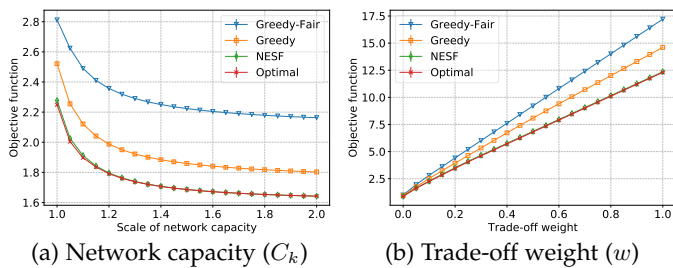 Objective function
2.8
2.6
2.4
2.2
2.0
1.8
1.6
Greedy-Fair
Greedy
NESF
Optimal
1.0 1.2 1.4 1.6 1.8 2.0
Scale of network capacity
(a) Network capacity (Cₖ)
Objective function
17.5
15.0
12.5
10.0
7.5
5.0
2.5
Greedy-Fair
Greedy
NESF
Optimal
0.0 0.2 0.4 0.6 0.8 1.0
Trade-off weight
(b) Trade-off weight (w)